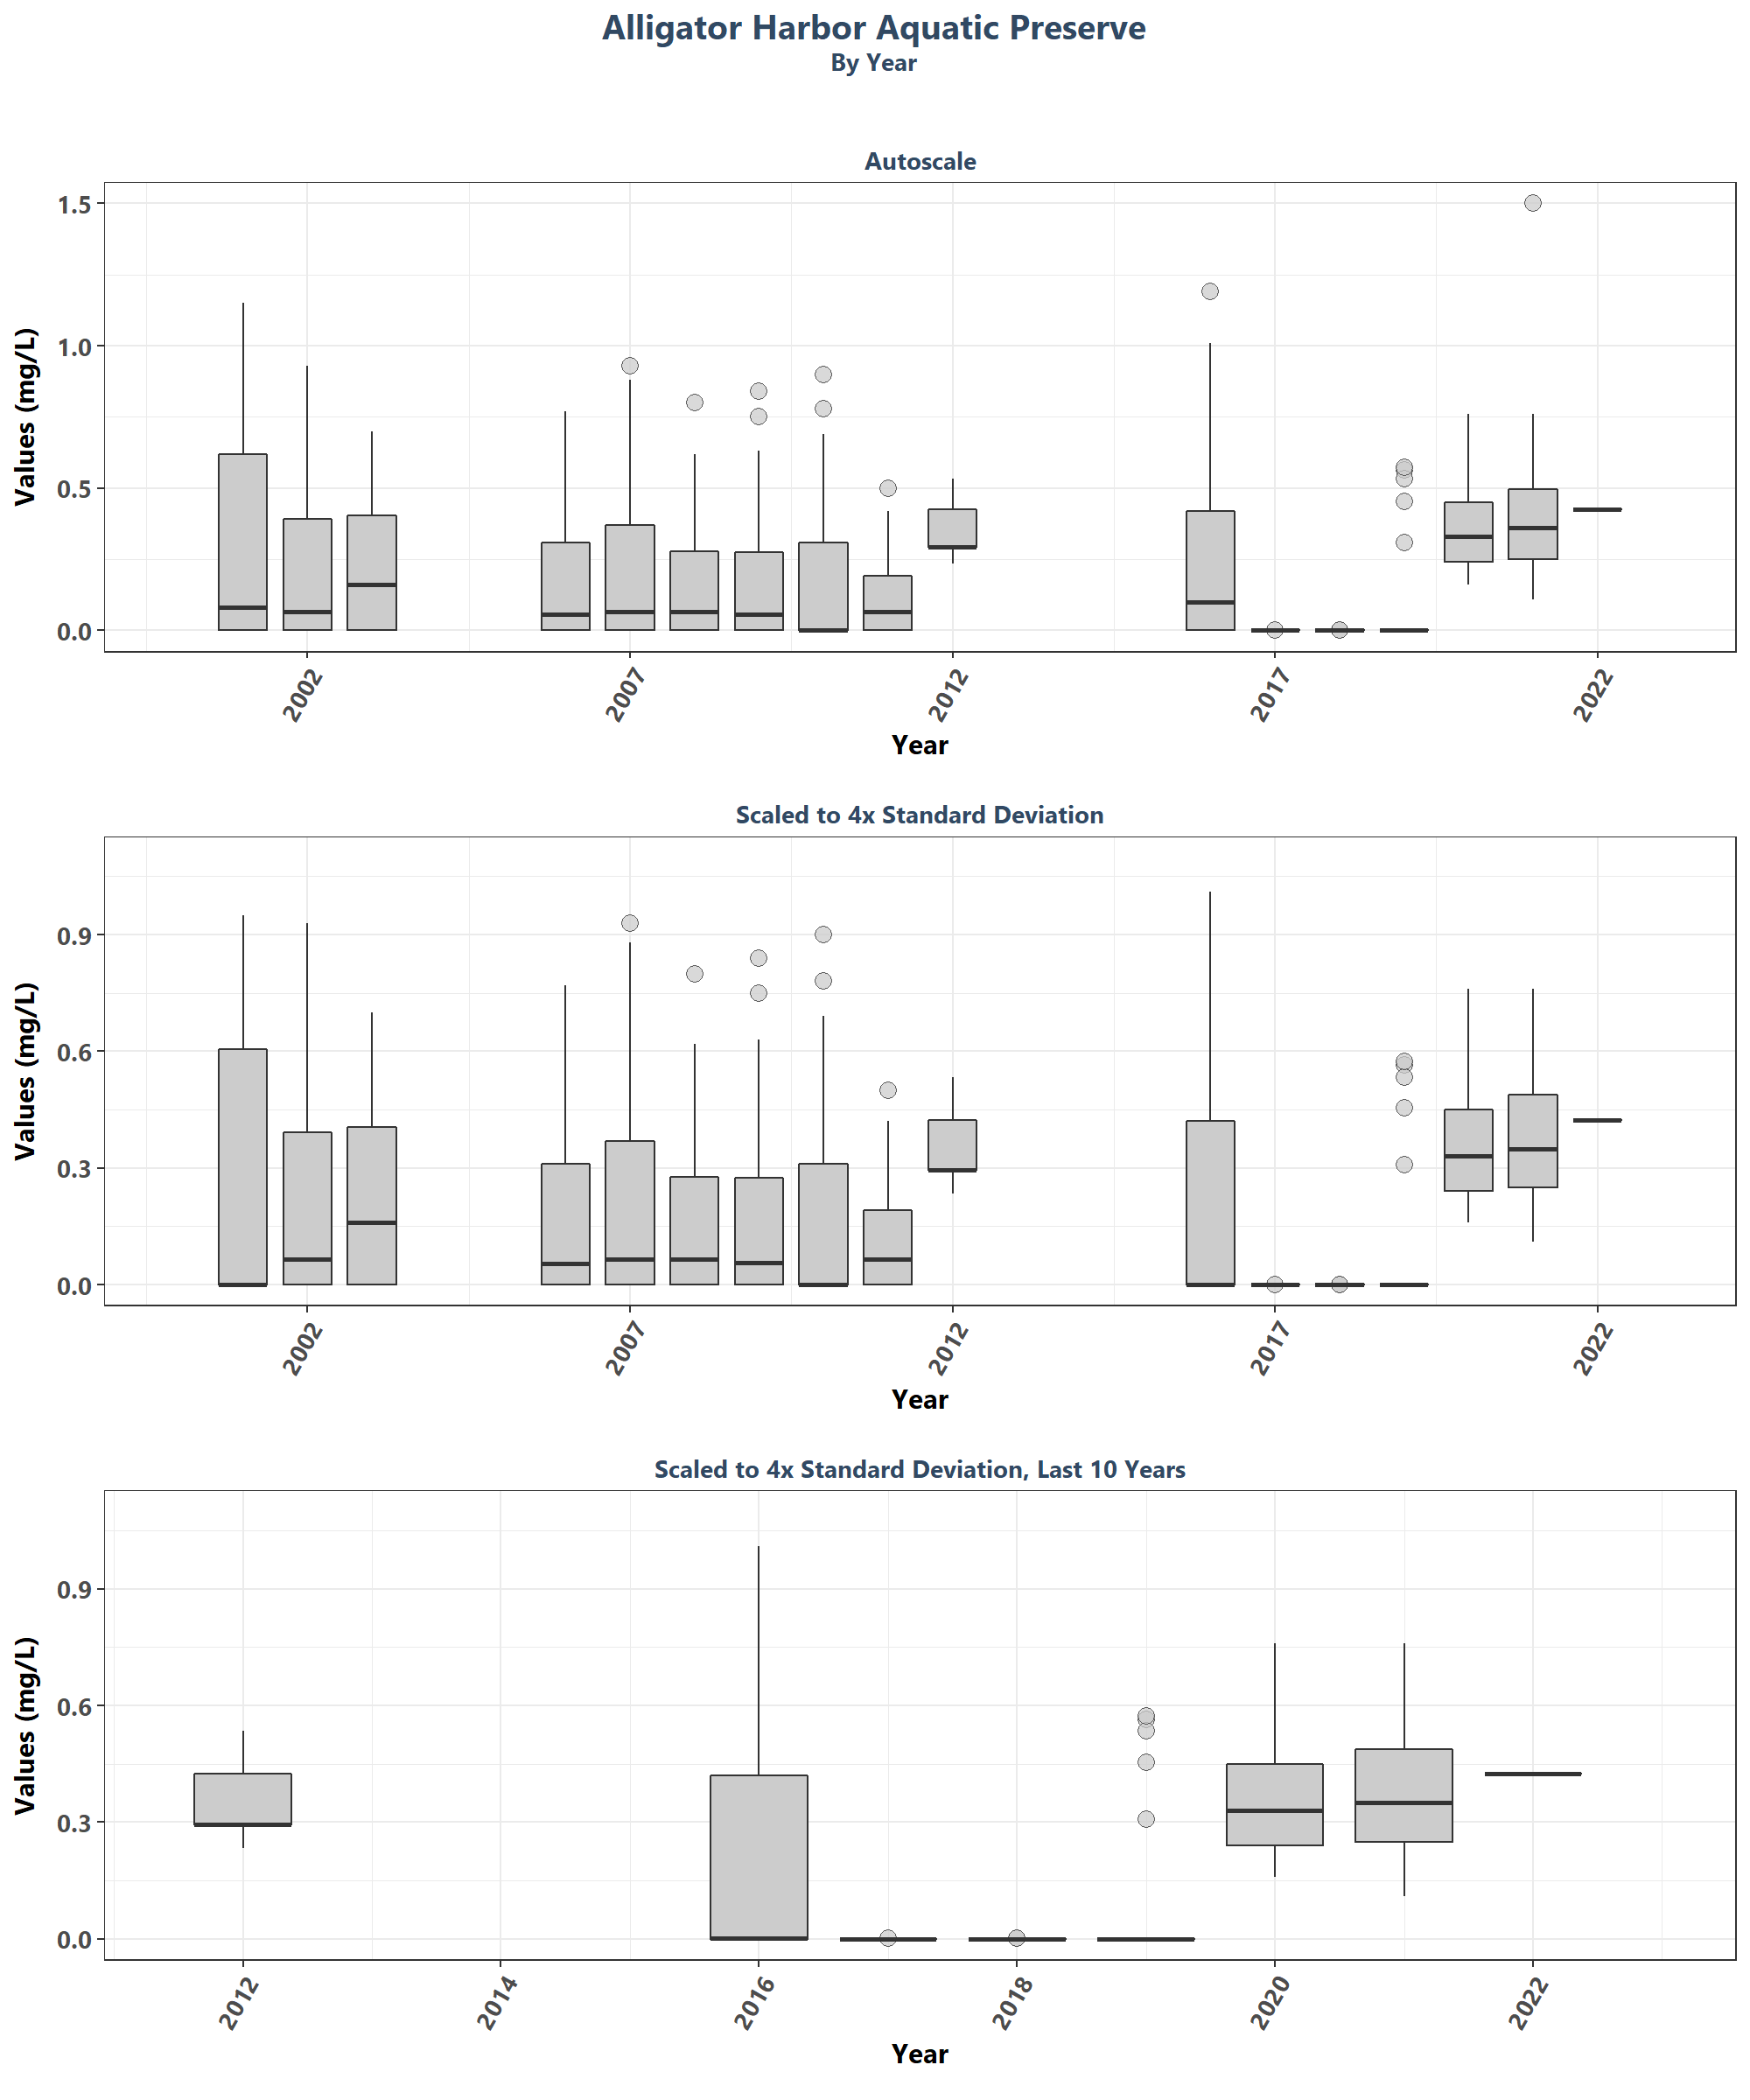 Alligator Harbor Aquatic Preserve
By Year
Autoscale
Values (mg/L)
1.5
1.0
0.5
0.0
2002
2007
2012
2017
2022
Year
Scaled to 4x Standard Deviation
Values (mg/L)
0.9
0.6
0.3
0.0
2002
2007
2012
2017
2022
Year
Scaled to 4x Standard Deviation, Last 10 Years
Values (mg/L)
0.9
0.6
0.3
0.0
2012
2014
2016
2018
2020
2022
Year